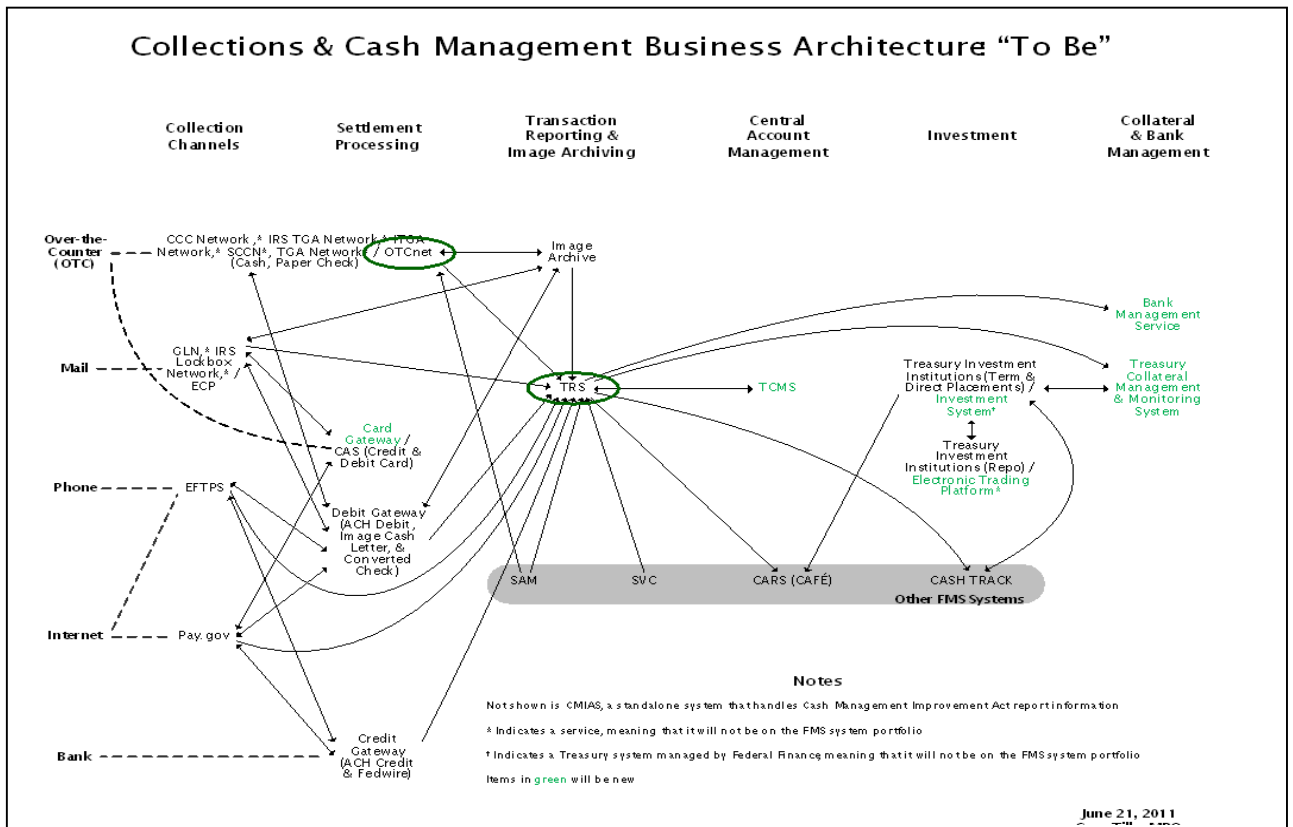 Collections & Cash Management Business Architecture “To Be”
Collection
Channels
Settlement
Processing
Transaction
Reporting &
Image Archiving
Central
Account
Management
Investment
Collateral
& Bank
Management
Over-the-
Counter
(OTC)
CCC Network,* IRS TGA Network,* ITGA
Network,* SCCN*, TGA Network* / OTCnet
(Cash, Paper Check)
Image
Archive
Bank
Management
Service
Mail
GLN,* IRS
Lockbox
Network,* /
ECP
TRS
TCMS
Treasury Investment
Institutions (Term &
Direct Placements) /
Investment
System†
Treasury
Collateral
Management
& Monitoring
System
Card
Gateway /
CAS (Credit &
Debit Card)
Treasury
Investment
Institutions (Repo) /
Electronic Trading
Platform*
Phone
EFTPS
Debit Gateway
(ACH Debit,
Image Cash
Letter, &
Converted
Check)
SAM
SVC
CARS (CAFÉ)
CASH TRACK
Other FMS Systems
Internet
Pay.gov
Bank
Credit
Gateway
(ACH Credit
& Fedwire)
Notes
Not shown is CMIAS, a standalone system that handles Cash Management Improvement Act report information
* Indicates a service, meaning that it will not be on the FMS system portfolio
† Indicates a Treasury system managed by Federal Finance, meaning that it will not be on the FMS system portfolio
Items in green will be new
June 21, 2011